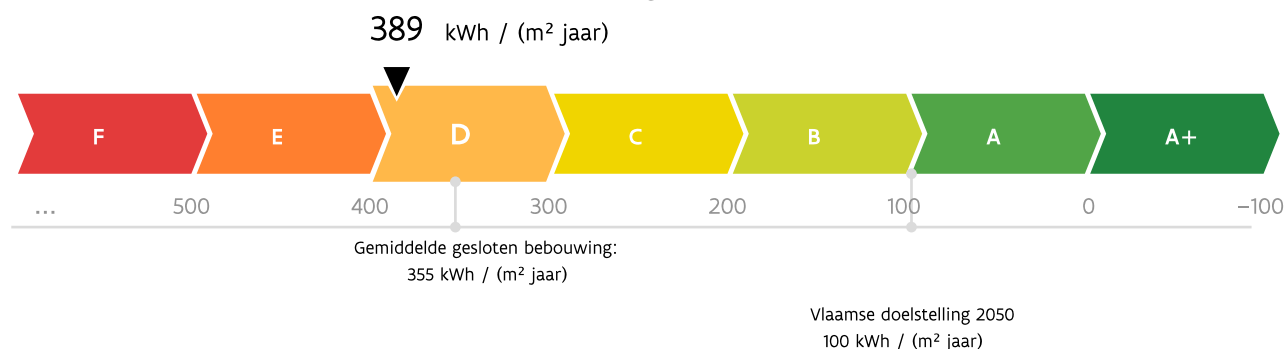 389 kWh / (m² jaar)
F E D C B A A+
... 500 400 300 200 100 0 −100
Gemiddelde gesloten bebouwing:
355 kWh / (m² jaar)
Vlaamse doelstelling 2050
100 kWh / (m² jaar)